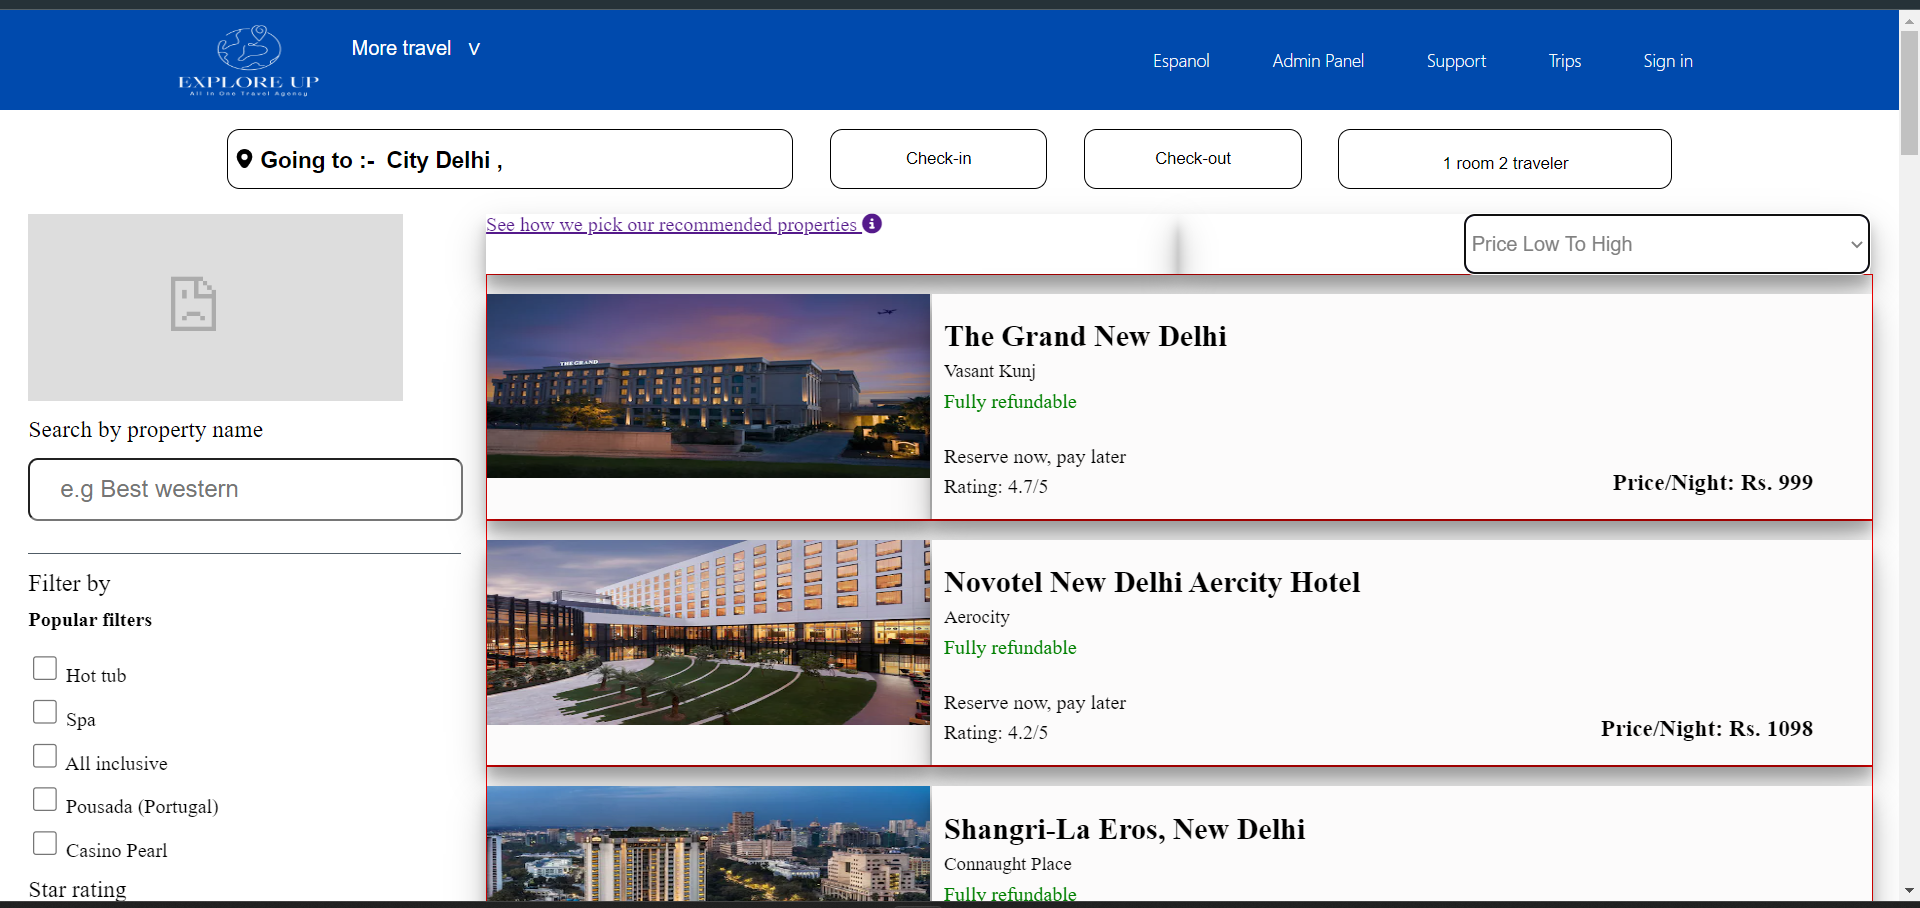 EXPLORE UP
All In One Travel Agency
More travel V
Espanol
Admin Panel
Support
Trips
Sign in
Going to :- City Delhi ,
Check-in
Check-out
1 room 2 traveler
See how we pick our recommended properties
Price Low To High
Search by property name
e.g Best western
Filter by
Popular filters
Hot tub
Spa
All inclusive
Pousada (Portugal)
Casino Pearl
Star rating
THE GRAND
The Grand New Delhi
Vasant Kunj
Fully refundable
Reserve now, pay later
Rating: 4.7/5
Price/Night: Rs. 999
Novotel New Delhi Aercity Hotel
Aerocity
Fully refundable
Reserve now, pay later
Rating: 4.2/5
Price/Night: Rs. 1098
Shangri-La Eros, New Delhi
Connaught Place
Fully refundable